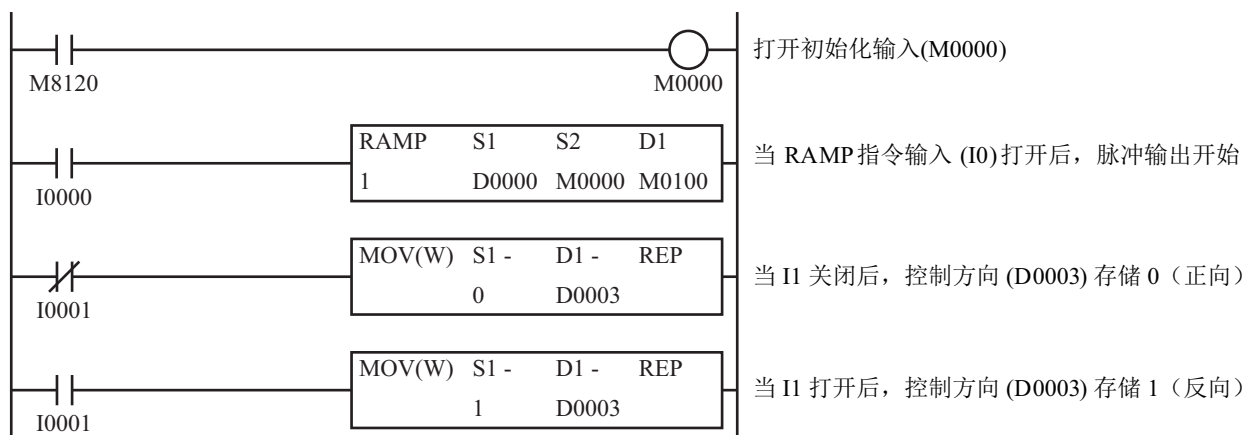 打开初始化输入(M0000)
M8120 M0000
RAMP S1 S2 D1
当 RAMP指令输入 (I0)打开后，脉冲输出开始
1 D0000 M0000 M0100
I0000
MOV(W) S1 - D1 - REP
当 I1 关闭后，控制方向 (D0003) 存储 0（正向）
0 D0003
I0001
MOV(W) S1 - D1 - REP
当 I1 打开后，控制方向 (D0003) 存储 1（反向）
1 D0003
I0001